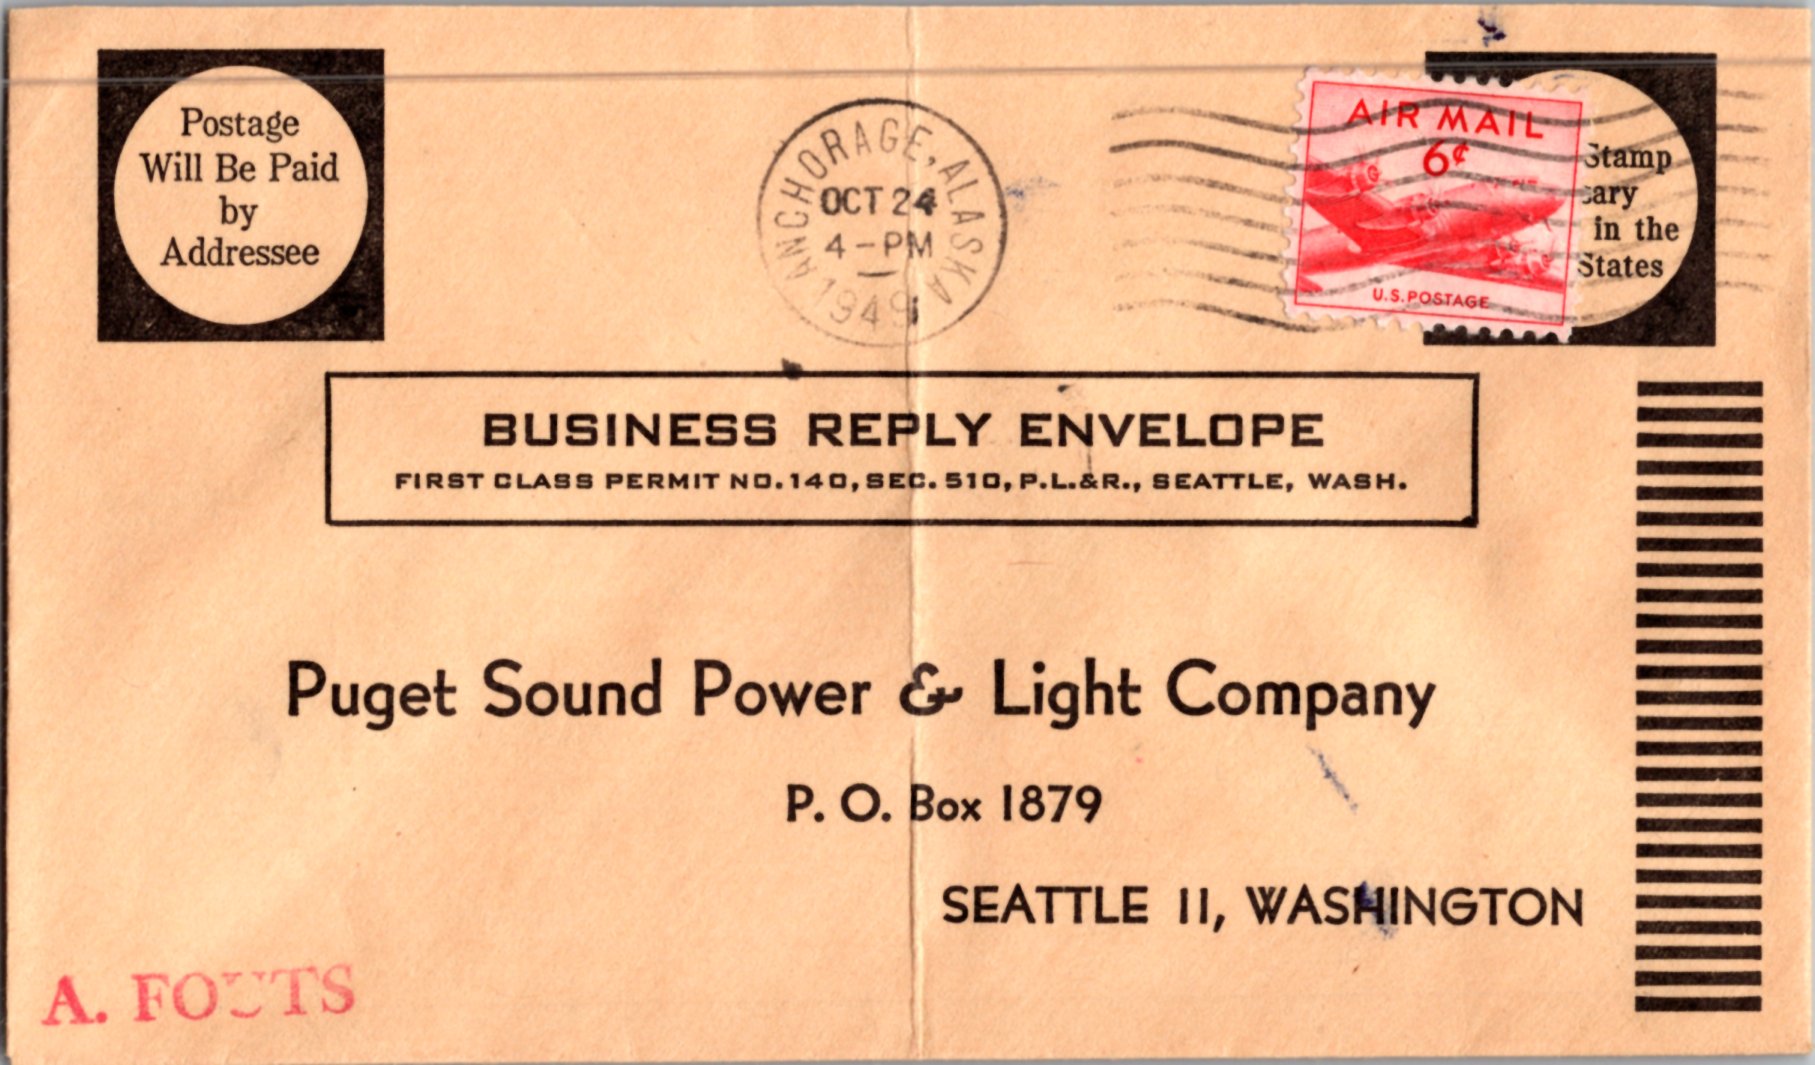 Postage
Will Be Paid
by
Addressee
ANCHORAGE, ALASKA
OCT 24
4-PM
1949
AIR MAIL
6¢
U.S. POSTAGE
Stamp
in the
States
BUSINESS REPLY ENVELOPE
FIRST CLASS PERMIT NO. 140, SEC. 510, P.L.&R., SEATTLE, WASH.
Puget Sound Power & Light Company
P. O. Box 1879
SEATTLE 11, WASHINGTON
A. FOUTS